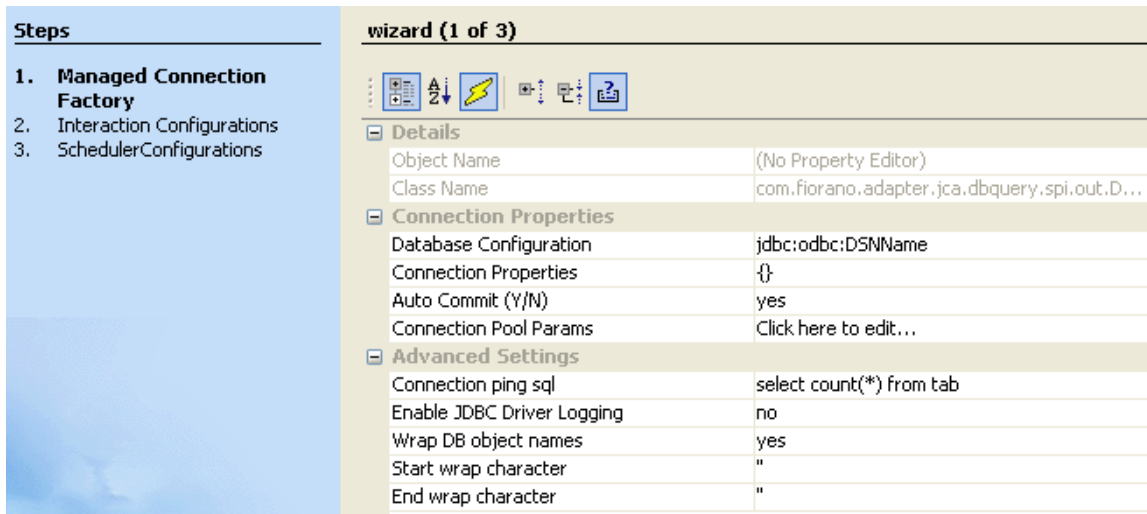 Steps
1. Managed Connection
Factory
2. Interaction Configurations
3. SchedulerConfigurations
wizard (1 of 3)
Details
Object Name (No Property Editor)
Class Name com.fiorano.adapter.jca.dbquery.spi.out.D...
Connection Properties
Database Configuration jdbc:odbc:DSNName
Connection Properties {}
Auto Commit (Y/N) yes
Connection Pool Params Click here to edit...
Advanced Settings
Connection ping sql select count(*) from tab
Enable JDBC Driver Logging no
Wrap DB object names yes
Start wrap character "
End wrap character "